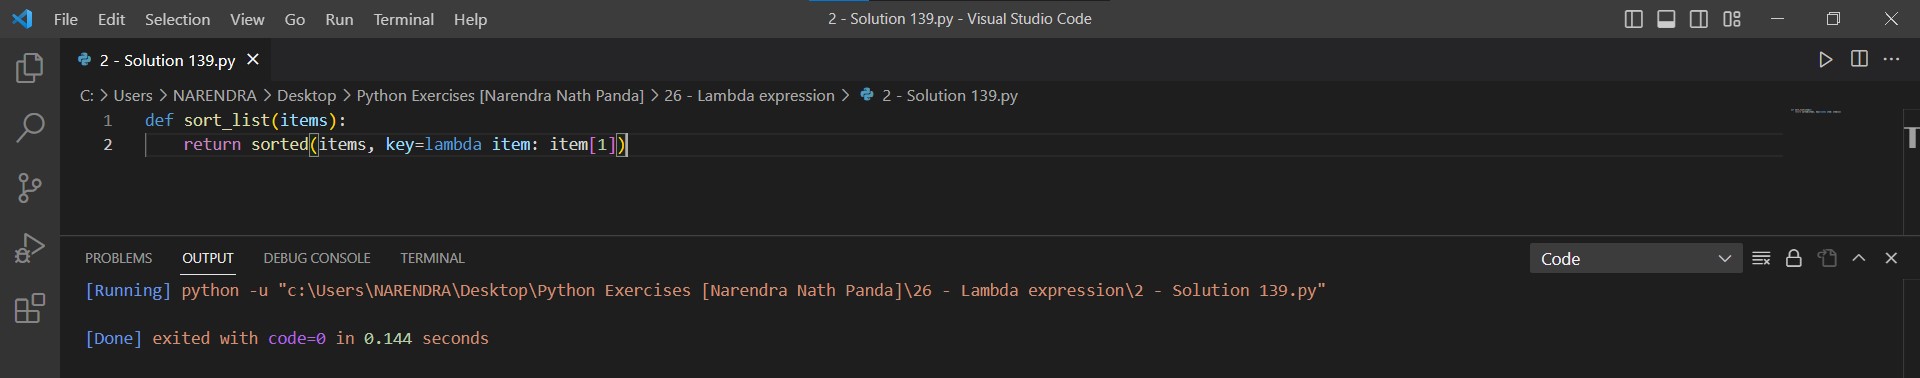 File Edit Selection View Go Run Terminal Help 2 - Solution 139.py - Visual Studio Code
2 - Solution 139.py
C: > Users > NARENDRA > Desktop > Python Exercises [Narendra Nath Panda] > 26 - Lambda expression > 2 - Solution 139.py
1 def sort_list(items):
2     return sorted(items, key=lambda item: item[1])
PROBLEMS OUTPUT DEBUG CONSOLE TERMINAL Code
[Running] python -u "c:\Users\NARENDRA\Desktop\Python Exercises [Narendra Nath Panda]\26 - Lambda expression\2 - Solution 139.py"
[Done] exited with code=0 in 0.144 seconds